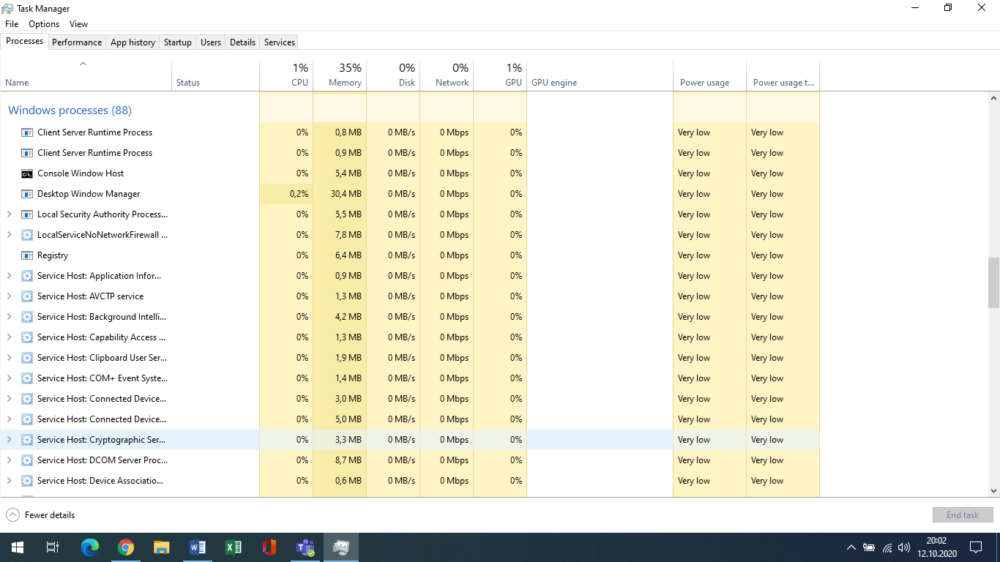 Task Manager
File Options View
Processes Performance App history Startup Users Details Services
1% 35% 0% 0% 1%
Name Status CPU Memory Disk Network GPU GPU engine Power usage Power usage t...
Windows processes (88)
Client Server Runtime Process 0% 0,8 MB 0 MB/s 0 Mbps 0% Very low Very low
Client Server Runtime Process 0% 0,9 MB 0 MB/s 0 Mbps 0% Very low Very low
Console Window Host 0% 5,4 MB 0 MB/s 0 Mbps 0% Very low Very low
Desktop Window Manager 0,2% 30,4 MB 0 MB/s 0 Mbps 0% Very low Very low
Local Security Authority Process... 0% 5,5 MB 0 MB/s 0 Mbps 0% Very low Very low
LocalServiceNoNetworkFirewall ... 0% 7,8 MB 0 MB/s 0 Mbps 0% Very low Very low
Registry 0% 6,4 MB 0 MB/s 0 Mbps 0% Very low Very low
Service Host: Application Infor... 0% 0,9 MB 0 MB/s 0 Mbps 0% Very low Very low
Service Host: AVCTP service 0% 1,3 MB 0 MB/s 0 Mbps 0% Very low Very low
Service Host: Background Intelli... 0% 4,2 MB 0 MB/s 0 Mbps 0% Very low Very low
Service Host: Capability Access ... 0% 1,3 MB 0 MB/s 0 Mbps 0% Very low Very low
Service Host: Clipboard User Ser... 0% 1,9 MB 0 MB/s 0 Mbps 0% Very low Very low
Service Host: COM+ Event Syste... 0% 1,4 MB 0 MB/s 0 Mbps 0% Very low Very low
Service Host: Connected Device... 0% 3,0 MB 0 MB/s 0 Mbps 0% Very low Very low
Service Host: Connected Device... 0% 5,0 MB 0 MB/s 0 Mbps 0% Very low Very low
Service Host: Cryptographic Ser... 0% 3,3 MB 0 MB/s 0 Mbps 0% Very low Very low
Service Host: DCOM Server Proc... 0% 8,7 MB 0 MB/s 0 Mbps 0% Very low Very low
Service Host: Device Associatio... 0% 0,6 MB 0 MB/s 0 Mbps 0% Very low Very low
Fewer details End task
20:02
12.10.2020